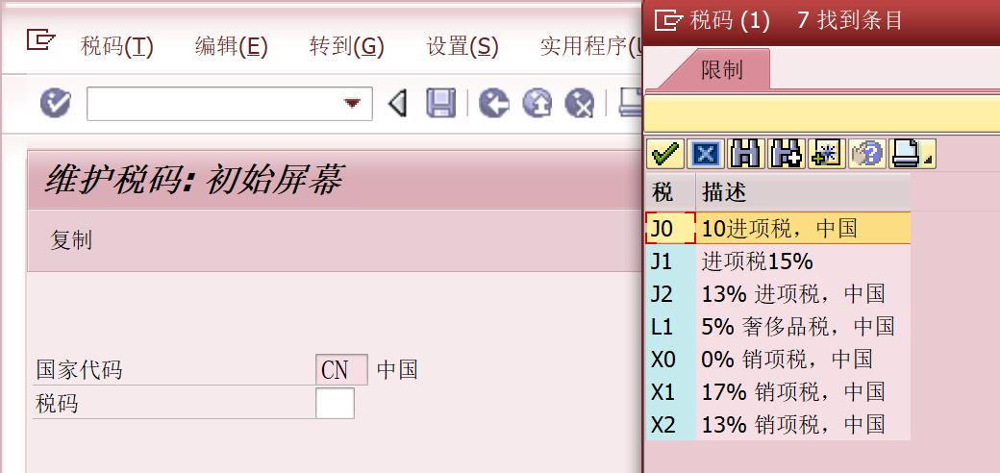 税码(T) 编辑(E) 转到(G) 设置(S) 实用程序(U
维护税码: 初始屏幕
复制
国家代码 CN 中国
税码
税码 (1) 7 找到条目
限制
税 描述
J0 10进项税，中国
J1 进项税15%
J2 13% 进项税，中国
L1 5% 奢侈品税，中国
X0 0% 销项税，中国
X1 17% 销项税，中国
X2 13% 销项税，中国